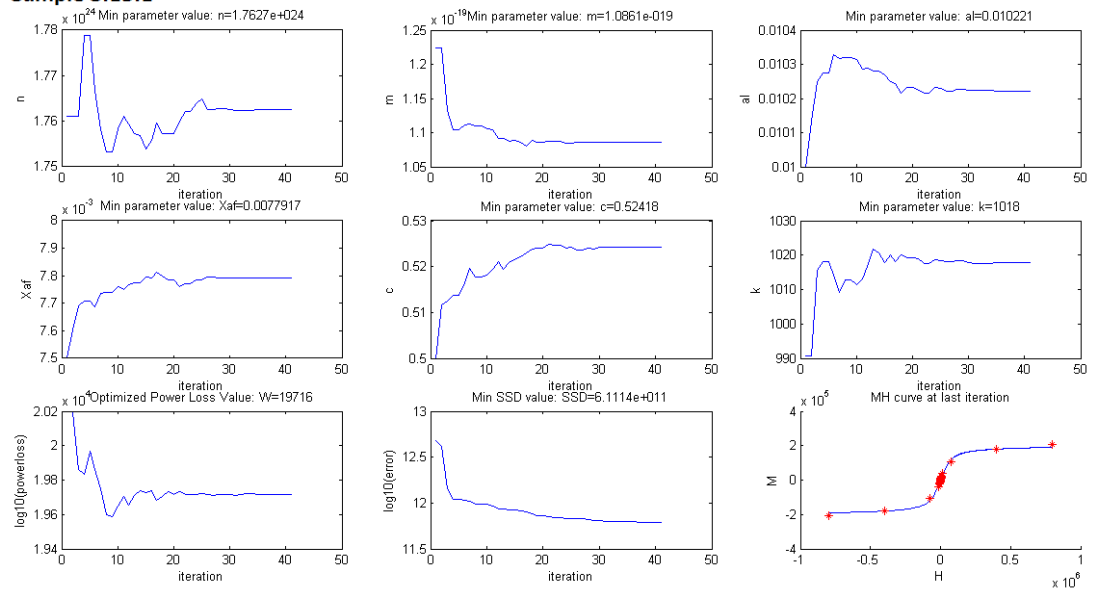 x 10^24 Min parameter value: n=1.7627e+024
1.78
1.77
1.76
1.75
n
0 10 20 30 40 50
iteration
x 10^-19 Min parameter value: m=1.0861e-019
1.25
1.2
1.15
1.1
1.05
m
0 10 20 30 40 50
iteration
Min parameter value: al=0.010221
0.0104
0.0103
0.0102
0.0101
0.01
al
0 10 20 30 40 50
iteration
x 10^-3 Min parameter value: Xaf=0.0077917
8
7.9
7.8
7.7
7.6
7.5
Xaf
0 10 20 30 40 50
iteration
Min parameter value: c=0.52418
0.53
0.52
0.51
0.5
c
0 10 20 30 40 50
iteration
Min parameter value: k=1018
1030
1020
1010
1000
990
k
0 10 20 30 40 50
iteration
x 10^4 Optimized Power Loss Value: W=19716
2.02
2
1.98
1.96
1.94
log10(powerloss)
0 10 20 30 40 50
iteration
Min SSD value: SSD=6.1114e+011
13
12.5
12
11.5
log10(error)
0 10 20 30 40 50
iteration
MH curve at last iteration
x 10^5
4
2
0
-2
-4
M
-1 -0.5 0 0.5 1
H
x 10^6